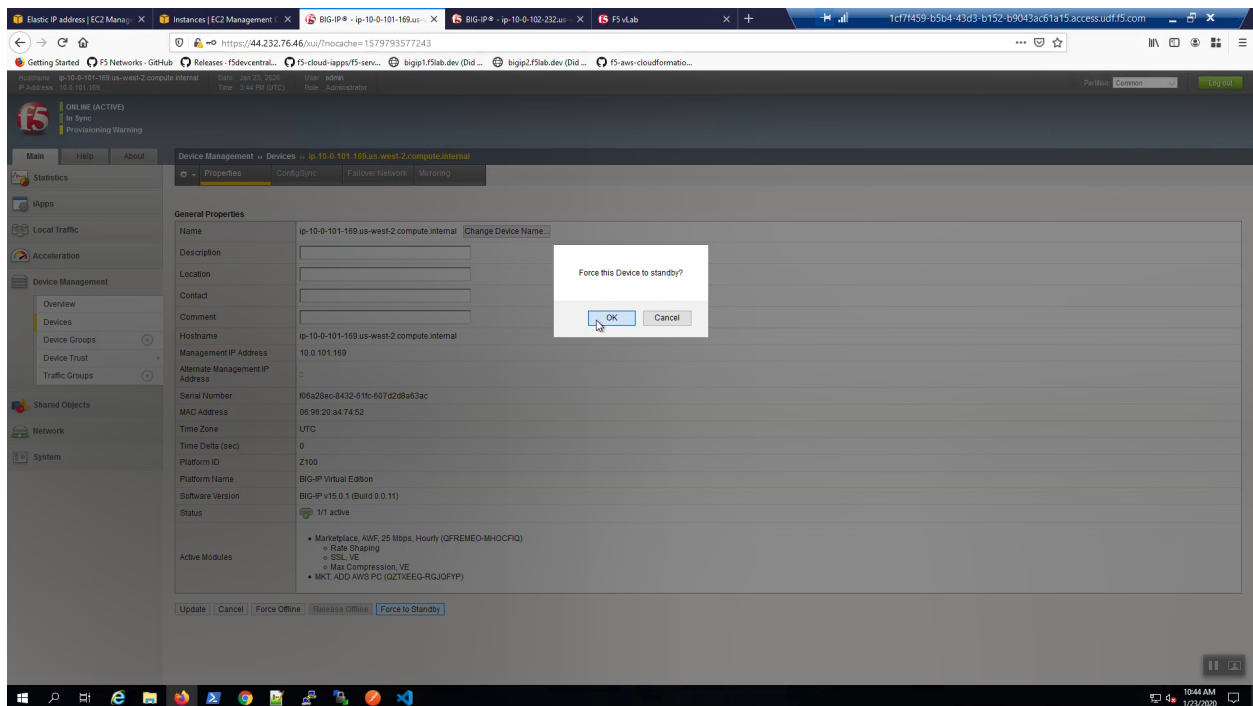 Elastic IP address | EC2 Manage
Instances | EC2 Management C
BIG-IP® - ip-10-0-101-169.us-w
BIG-IP® - ip-10-0-102-232.us-
F5 vLab
1cf7f459-b5b4-43d3-b152-b9043ac61a15.access.udf.f5.com
https://44.232.76.46/xui/?nocache=1579793577243
Getting Started
F5 Networks - GitHub
Releases · f5devcentral...
f5-cloud-iapps/f5-serv...
bigip1.f5lab.dev (Did ...
bigip2.f5lab.dev (Did ...
f5-aws-cloudformatio...
Hostname ip-10-0-101-169.us-west-2.compute.internal Date Jan 23, 2020 User admin
IP Address 10.0.101.169 Time 3:44 PM (UTC) Role Administrator
Partition: Common
Log out
f5
ONLINE (ACTIVE)
In Sync
Provisioning Warning
Main Help About
Device Management ›› Devices ›› ip-10-0-101-169.us-west-2.compute.internal
Properties ConfigSync Failover Network Mirroring
Statistics
iApps
Local Traffic
Acceleration
Device Management
Overview
Devices
Device Groups
Device Trust
Traffic Groups
Shared Objects
Network
System
General Properties
Name ip-10-0-101-169.us-west-2.compute.internal Change Device Name...
Description
Location
Contact
Comment
Hostname ip-10-0-101-169.us-west-2.compute.internal
Management IP Address 10.0.101.169
Alternate Management IP
Address ::
Serial Number f06a28ec-8432-61fc-607d2d8a63ac
MAC Address 06:96:20:a4:74:52
Time Zone UTC
Time Delta (sec) 0
Platform ID Z100
Platform Name BIG-IP Virtual Edition
Software Version BIG-IP v15.0.1 (Build 0.0.11)
Status 1/1 active
Active Modules
• Marketplace, AWF, 25 Mbps, Hourly (QFREMEO-MHOCFIQ)
Rate Shaping
SSL, VE
Max Compression, VE
• MKT, ADD AWS PC (QZTXEEG-RGJQFYP)
Update Cancel Force Offline Release Offline Force to Standby
Force this Device to standby?
OK Cancel
10:44 AM
1/23/2020